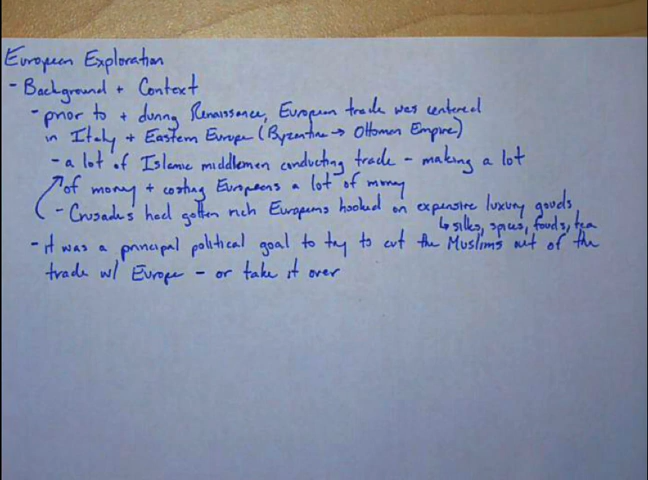 European Exploration
- Background + Context
- prior to + during Renaissance, European trade was centered
in Italy + Eastern Europe (Byzantine → Ottoman Empire)
- a lot of Islamic middlemen conducting trade - making a lot
of money + costing Europeans a lot of money
- Crusades had gotten rich Europeans hooked on expensive luxury goods
↳ silks, spices, foods, tea
- it was a principal political goal to try to cut the Muslims out of the
trade w/ Europe - or take it over